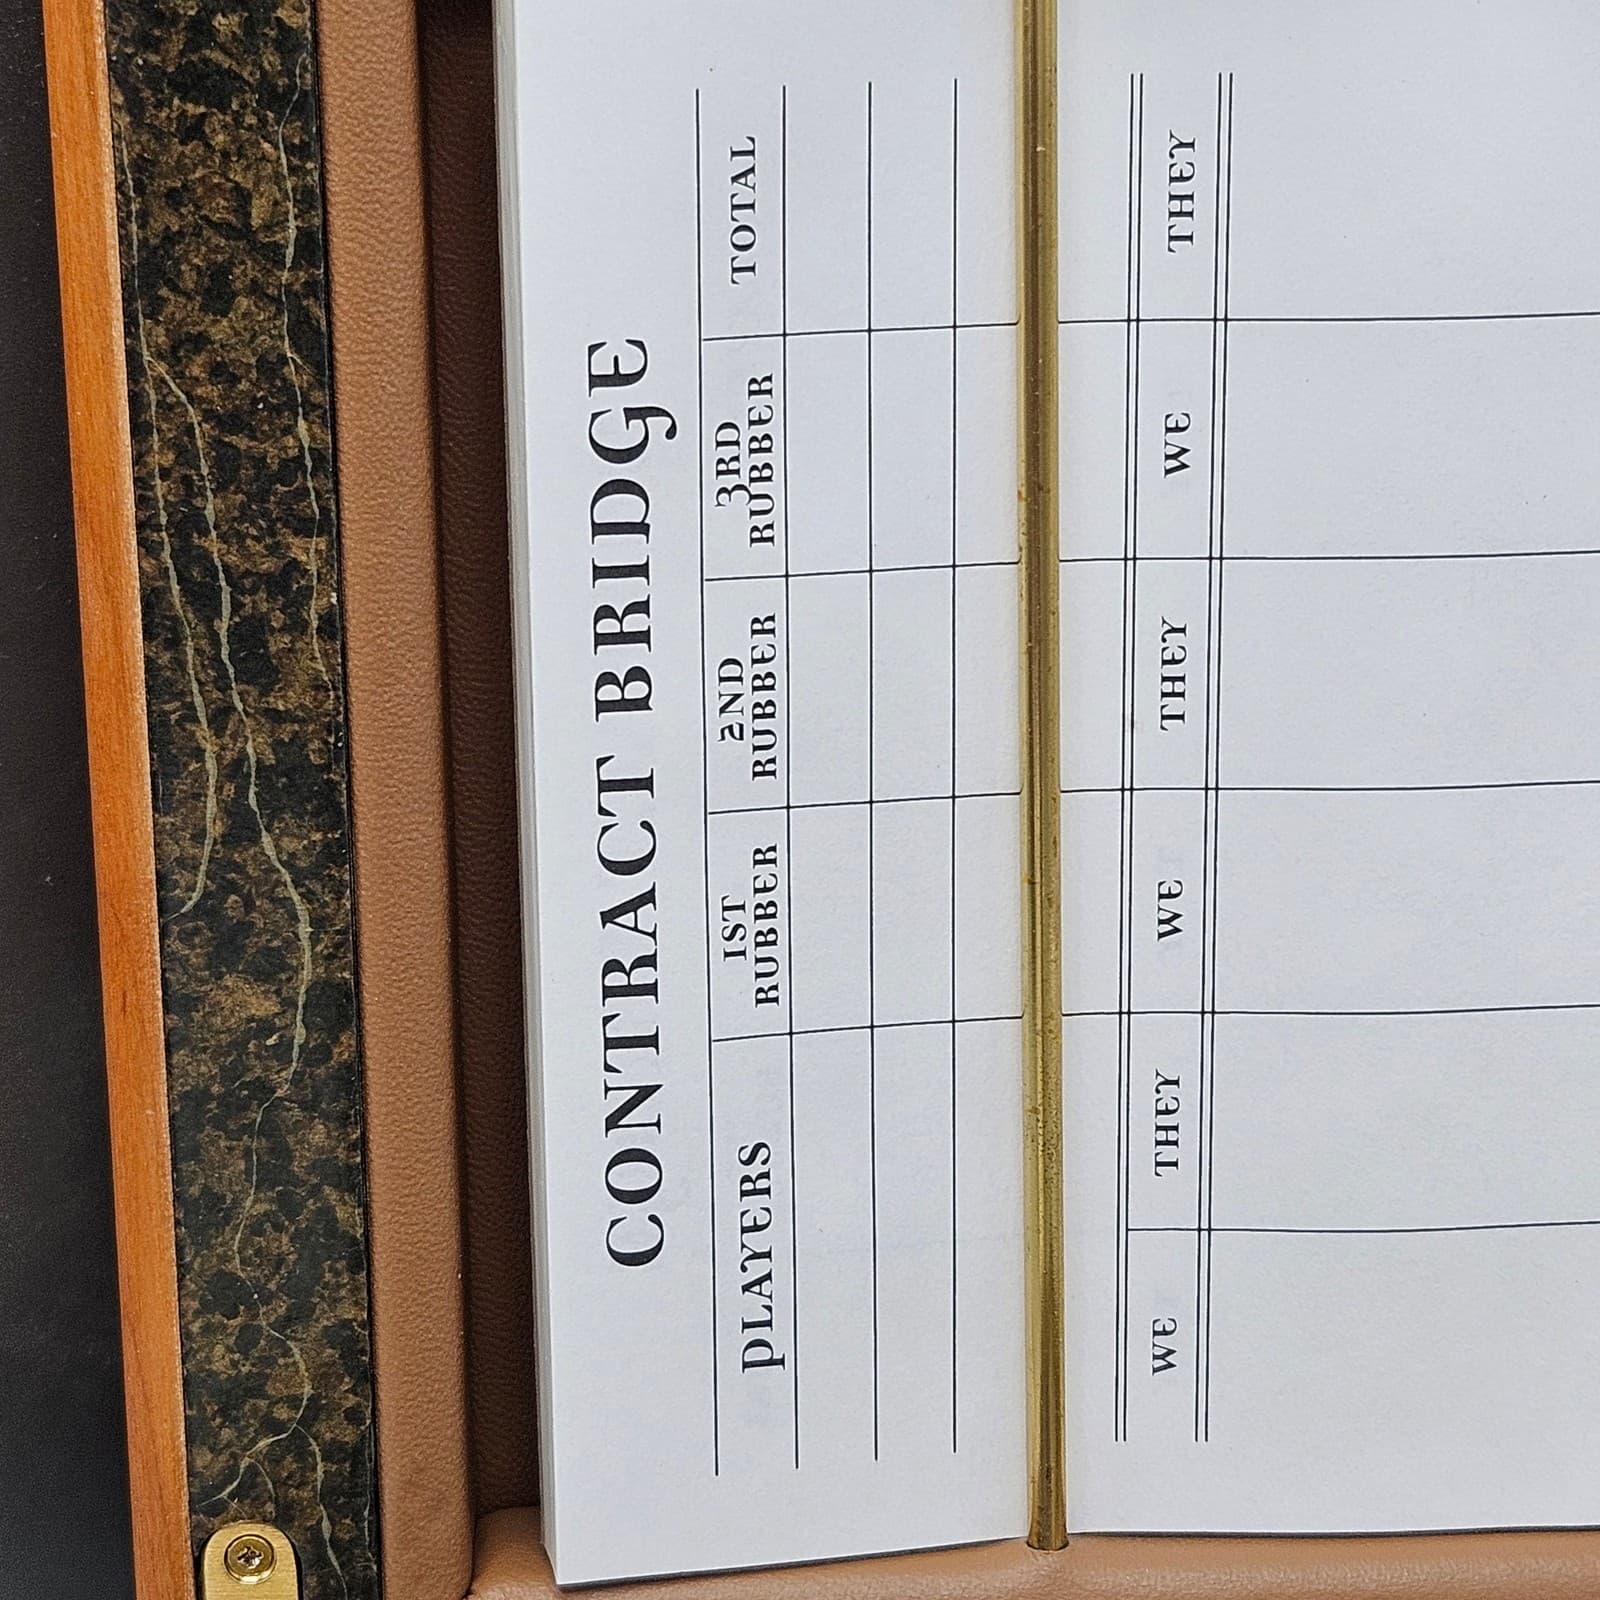 CONTRACT BRIDGE
PLAYERS 1ST RUBBER 2ND RUBBER 3RD RUBBER TOTAL
WE THEY WE THEY WE THEY